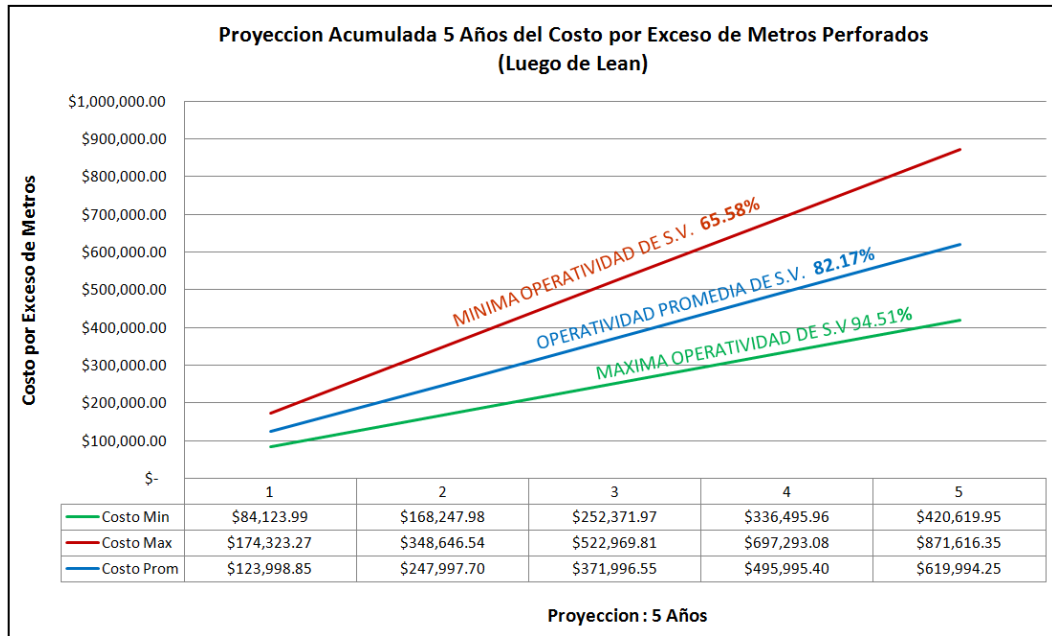 Proyeccion Acumulada 5 Años del Costo por Exceso de Metros Perforados
(Luego de Lean)
Costo por Exceso de Metros
$1,000,000.00
$900,000.00
$800,000.00
$700,000.00
$600,000.00
$500,000.00
$400,000.00
$300,000.00
$200,000.00
$100,000.00
$-
MINIMA OPERATIVIDAD DE S.V. 65.58%
OPERATIVIDAD PROMEDIA DE S.V. 82.17%
MAXIMA OPERATIVIDAD DE S.V 94.51%
1 2 3 4 5
Costo Min $84,123.99 $168,247.98 $252,371.97 $336,495.96 $420,619.95
Costo Max $174,323.27 $348,646.54 $522,969.81 $697,293.08 $871,616.35
Costo Prom $123,998.85 $247,997.70 $371,996.55 $495,995.40 $619,994.25
Proyeccion : 5 Años